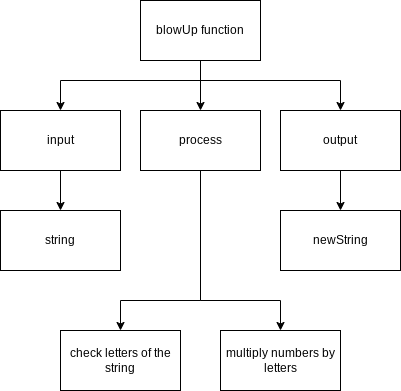 blowUp function
input
process
output
string
newString
check letters of the
string
multiply numbers by
letters